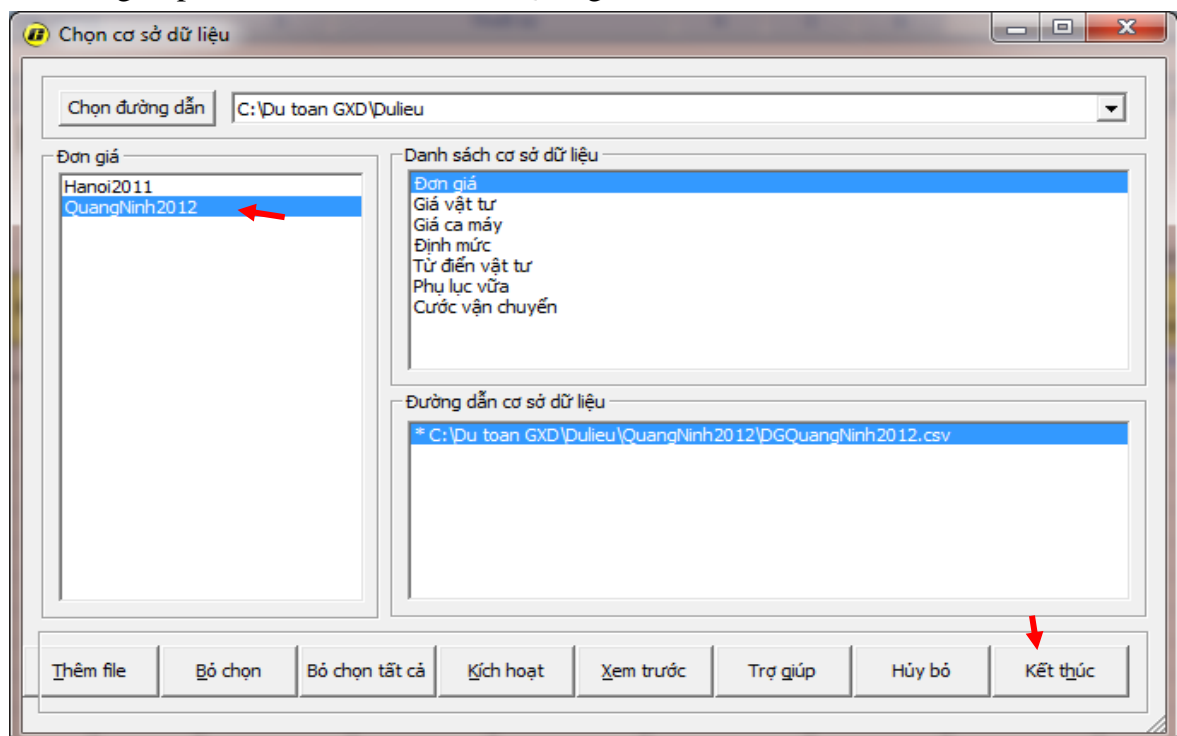 Chọn cơ sở dữ liệu
Chọn đường dẫn C:\Du toan GXD\Dulieu
Đơn giá
Hanoi2011
QuangNinh2012
Danh sách cơ sở dữ liệu
Đơn giá
Giá vật tư
Giá ca máy
Định mức
Từ điển vật tư
Phụ lục vữa
Cước vận chuyển
Đường dẫn cơ sở dữ liệu
* C:\Du toan GXD\Dulieu\QuangNinh2012\DGQuangNinh2012.csv
Thêm file Bỏ chọn Bỏ chọn tất cả Kích hoạt Xem trước Trợ giúp Hủy bỏ Kết thúc